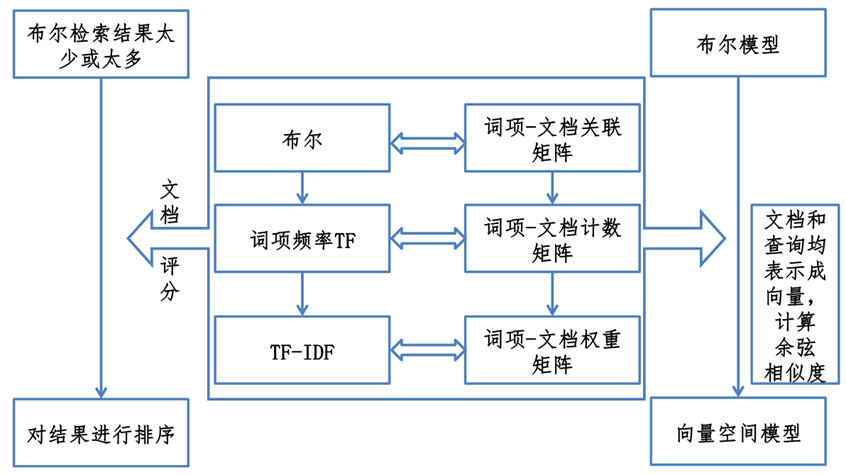 布尔检索结果太
少或太多
布尔模型
布尔
词项-文档关联
矩阵
文
档
评
分
词项频率TF
词项-文档计数
矩阵
文档和
查询均
表示成
向量,
计算
余弦
相似度
TF-IDF
词项-文档权重
矩阵
对结果进行排序
向量空间模型